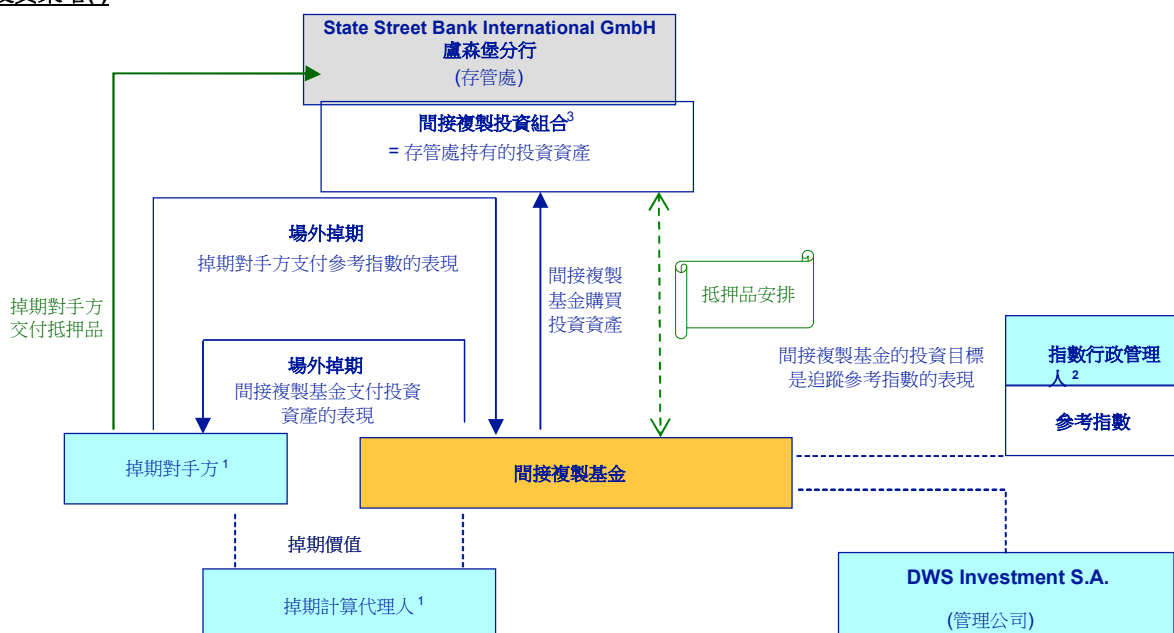 State Street Bank International GmbH
盧森堡分行
(存管處)
間接複製投資組合3
= 存管處持有的投資資產
場外掉期
掉期對手方支付參考指數的表現
間接複製
基金購買
投資資產
抵押品安排
掉期對手方
交付抵押品
場外掉期
間接複製基金支付投資
資產的表現
間接複製基金的投資目標
是追蹤參考指數的表現
指數行政管理
人 2
參考指數
掉期對手方 1
間接複製基金
掉期價值
掉期計算代理人 1
DWS Investment S.A.
(管理公司)